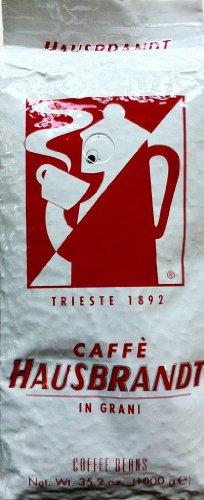 HAUSBRANDT
®
TRIESTE 1892
CAFFÈ
HAUSBRANDT
IN GRANI
COFFEE BEANS
Net. Wt. 35.2 oz. (1000 g e)